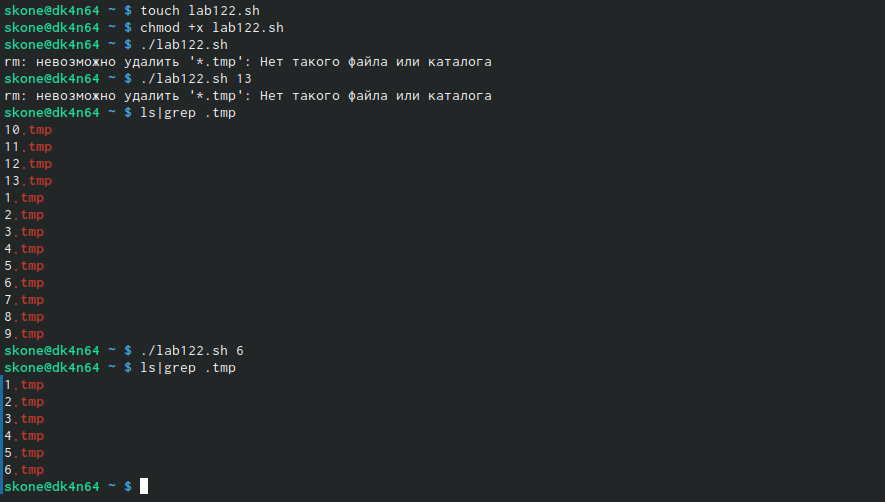 skone@dk4n64 ~ $ touch lab122.sh
skone@dk4n64 ~ $ chmod +x lab122.sh
skone@dk4n64 ~ $ ./lab122.sh
rm: невозможно удалить '*.tmp': Нет такого файла или каталога
skone@dk4n64 ~ $ ./lab122.sh 13
rm: невозможно удалить '*.tmp': Нет такого файла или каталога
skone@dk4n64 ~ $ ls|grep .tmp
10.tmp
11.tmp
12.tmp
13.tmp
1.tmp
2.tmp
3.tmp
4.tmp
5.tmp
6.tmp
7.tmp
8.tmp
9.tmp
skone@dk4n64 ~ $ ./lab122.sh 6
skone@dk4n64 ~ $ ls|grep .tmp
1.tmp
2.tmp
3.tmp
4.tmp
5.tmp
6.tmp
skone@dk4n64 ~ $